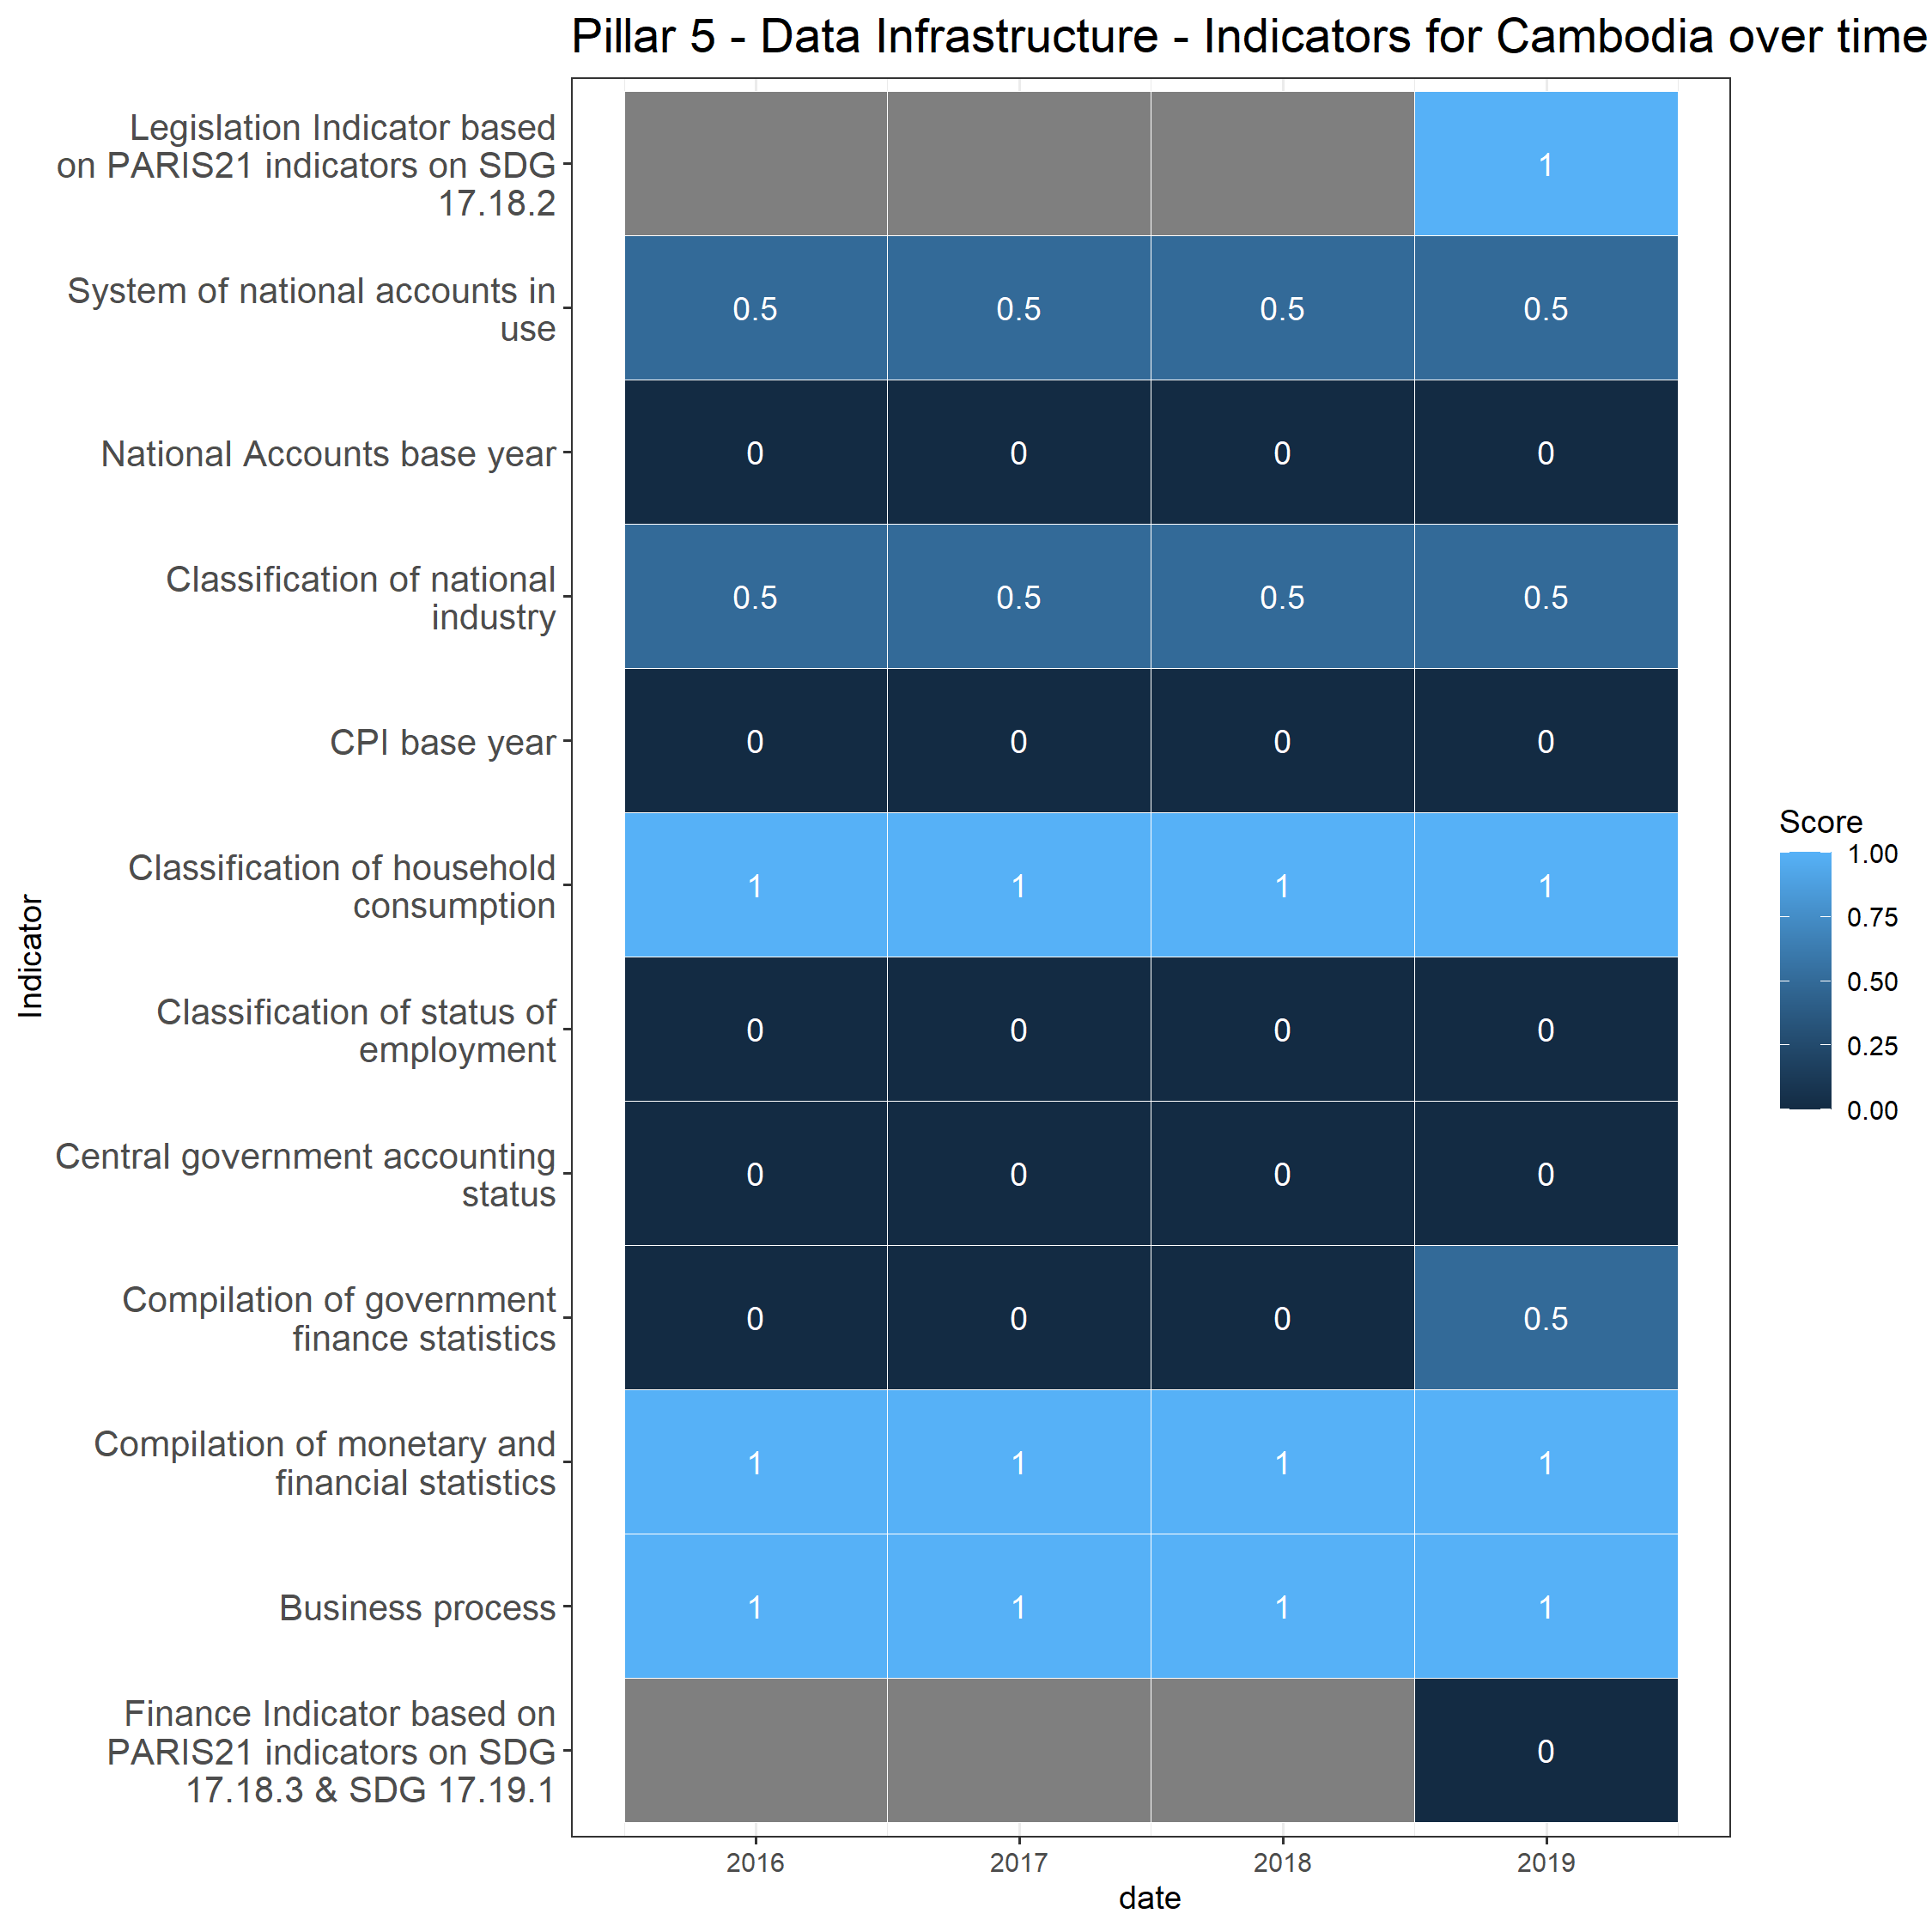 Pillar 5 - Data Infrastructure - Indicators for Cambodia over time
Indicator
Legislation Indicator based
on PARIS21 indicators on SDG
17.18.2
1
System of national accounts in
use
0.5 0.5 0.5 0.5
National Accounts base year
0 0 0 0
Classification of national
industry
0.5 0.5 0.5 0.5
CPI base year
0 0 0 0
Classification of household
consumption
1 1 1 1
Classification of status of
employment
0 0 0 0
Central government accounting
status
0 0 0 0
Compilation of government
finance statistics
0 0 0 0.5
Compilation of monetary and
financial statistics
1 1 1 1
Business process
1 1 1 1
Finance Indicator based on
PARIS21 indicators on SDG
17.18.3 & SDG 17.19.1
0
2016 2017 2018 2019
date
Score
1.00
0.75
0.50
0.25
0.00